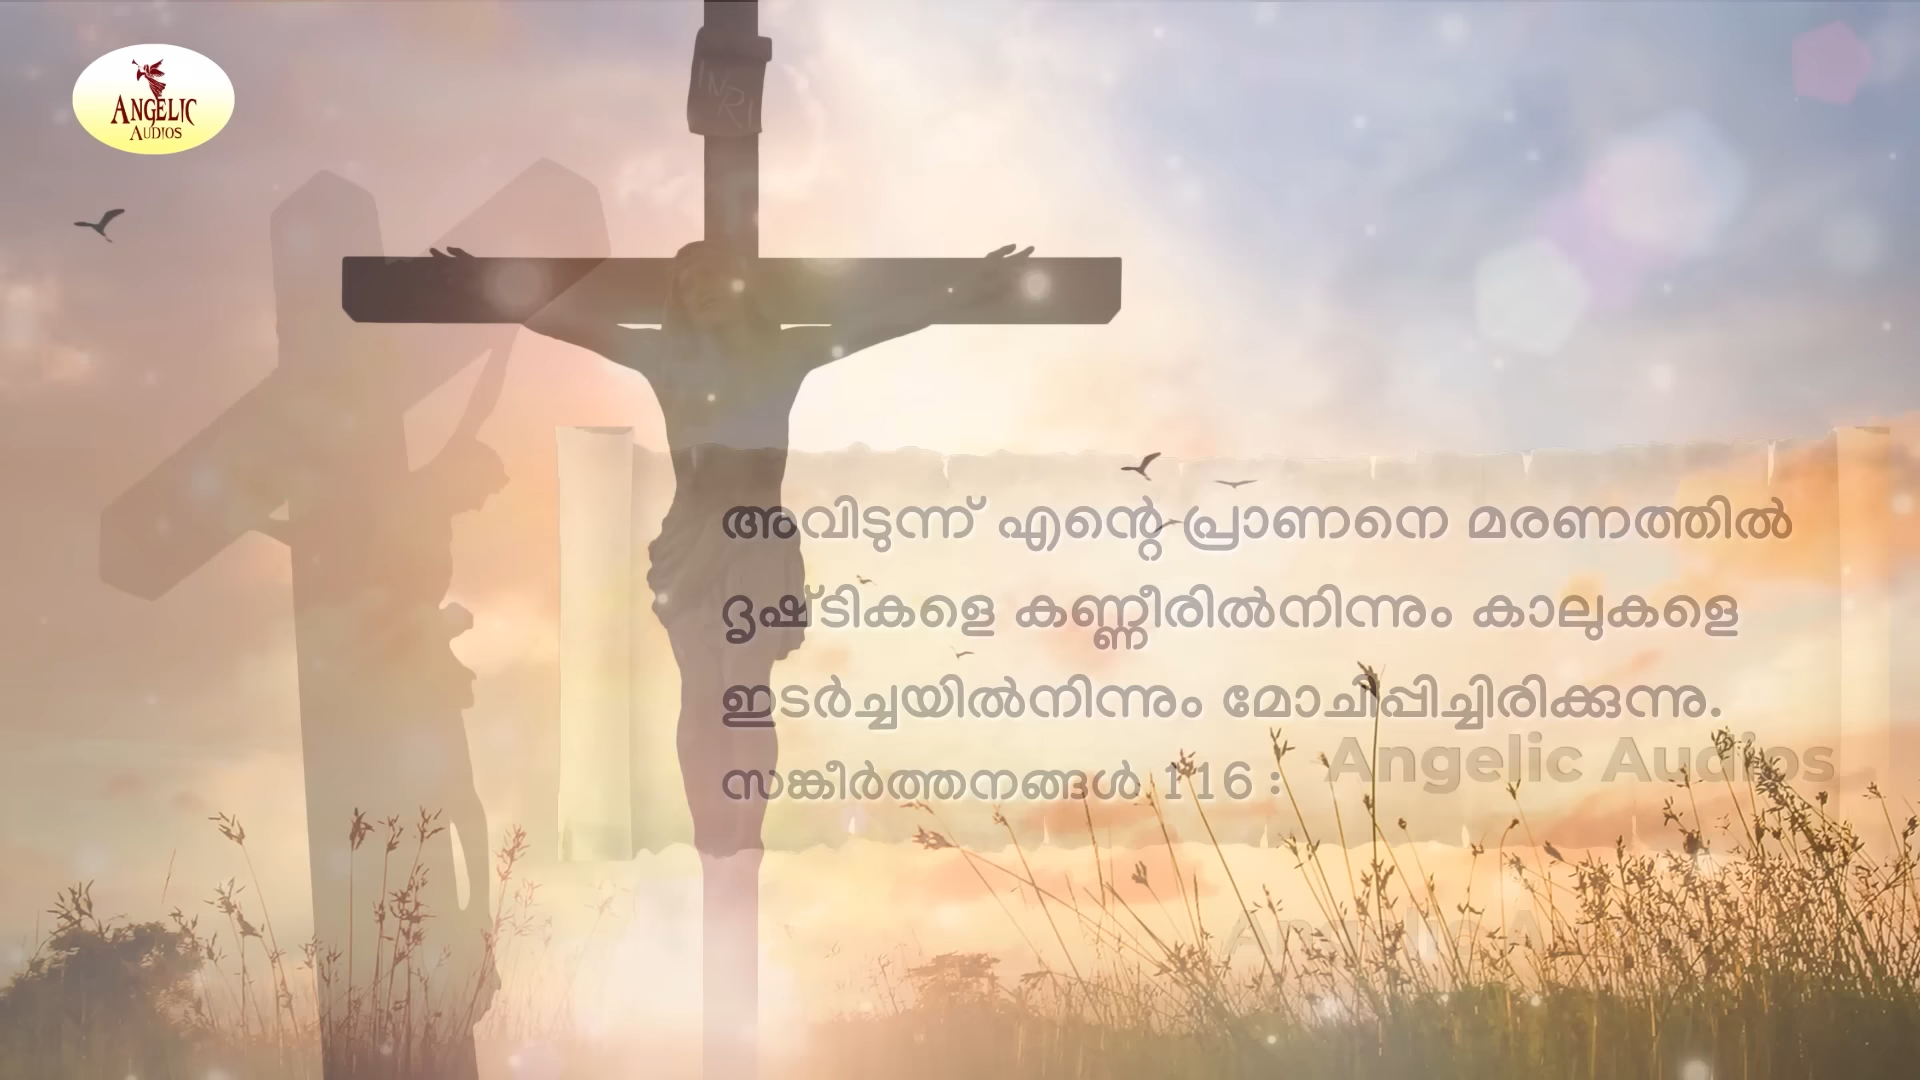 ANGELIC
AUDIOS
INRI
അവിടുന്ന് എന്റെ പ്രാണനെ മരണത്തിൽ
ദൃഷ്ടികളെ കണ്ണീരിൽനിന്നും കാലുകളെ
ഇടർച്ചയിൽനിന്നും മോചിപ്പിച്ചിരിക്കുന്നു.
സങ്കീർത്തനങ്ങൾ 116 :
Angelic Audios